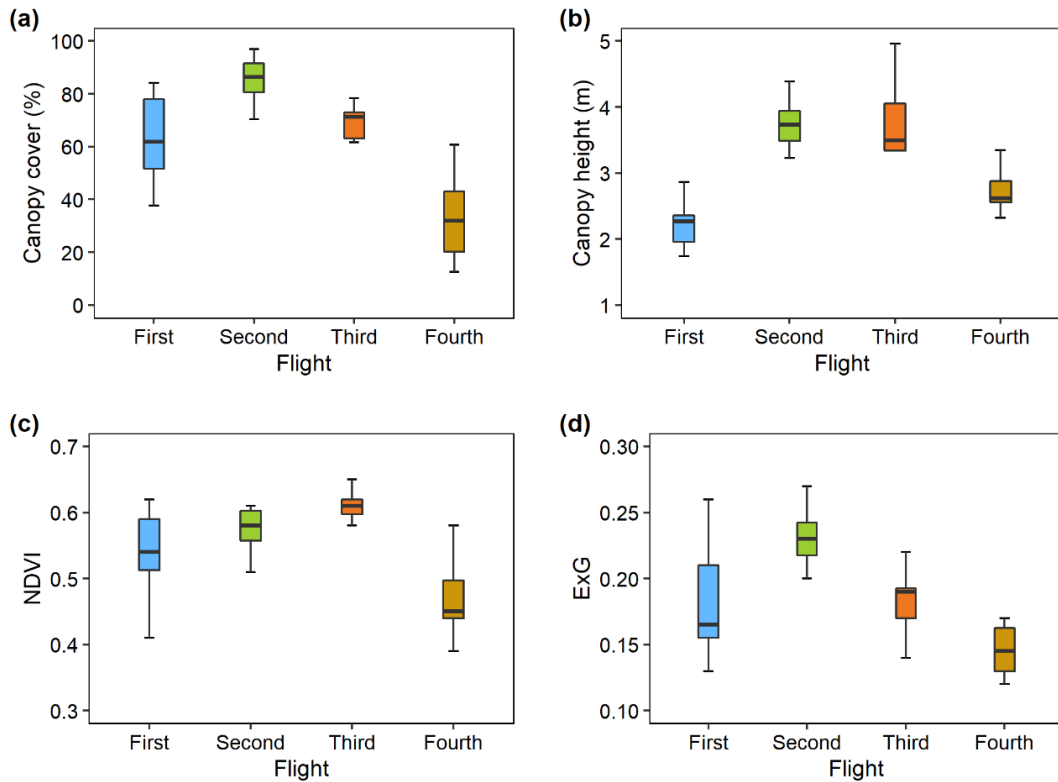 (a)
Canopy cover (%)
100
80
60
40
20
0
First Second Third Fourth
Flight
(b)
Canopy height (m)
5
4
3
2
1
First Second Third Fourth
Flight
(c)
NDVI
0.7
0.6
0.5
0.4
0.3
First Second Third Fourth
Flight
(d)
ExG
0.30
0.25
0.20
0.15
0.10
First Second Third Fourth
Flight